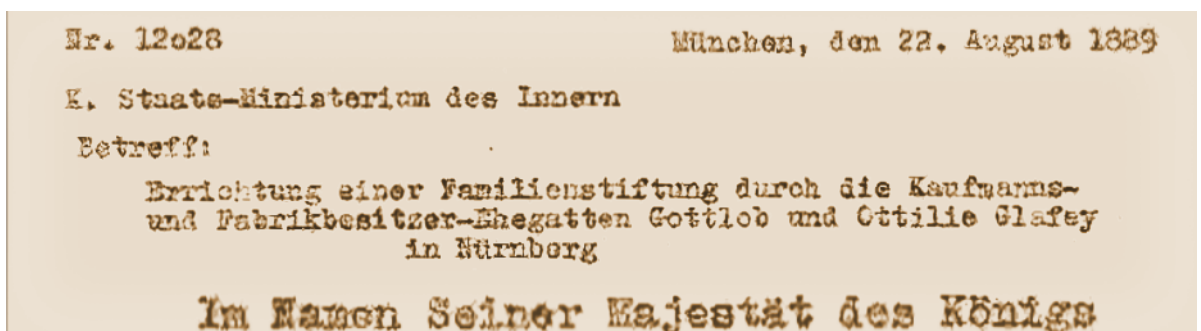 Nr. 12o28
München, den 22. August 1889
K. Staats-Ministerium des Innern
Betreff:
Errichtung einer Familienstiftung durch die Kaufmanns-
und Fabrikbesitzer-Ehegatten Gottlob und Ottilie Glafey
in Nürnberg
Im Namen Seiner Majestät des Königs